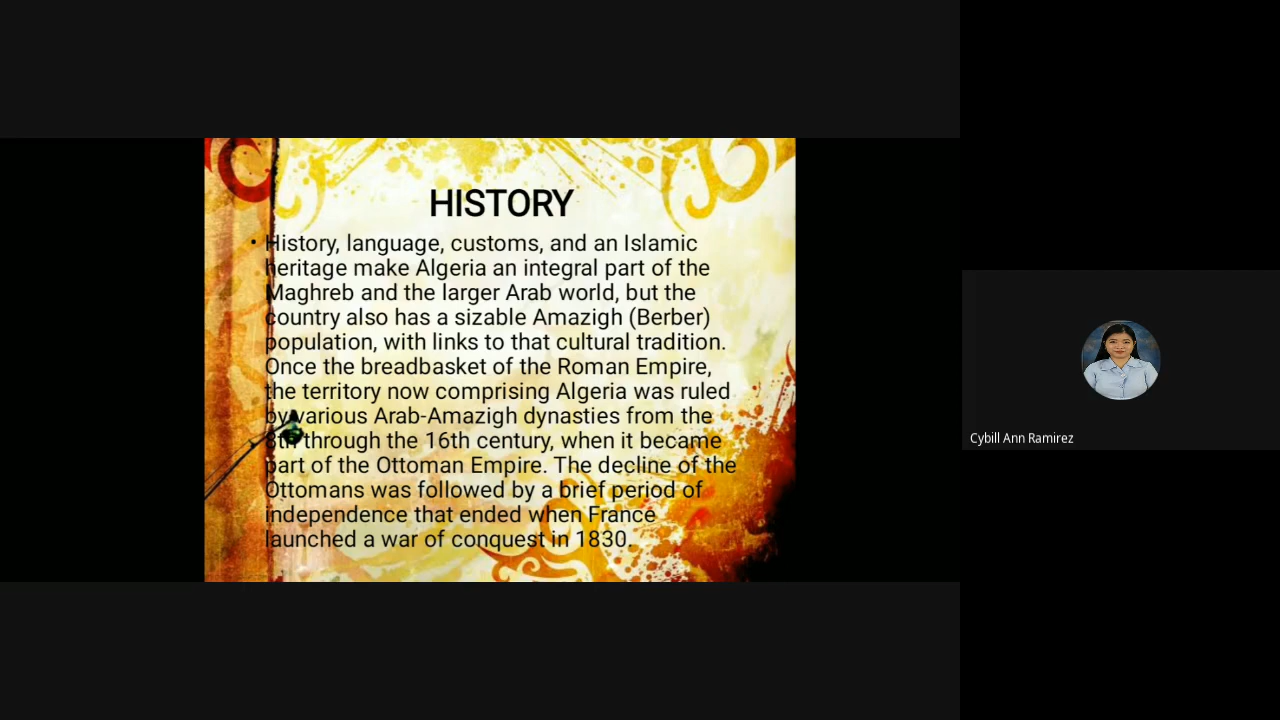 HISTORY
• History, language, customs, and an Islamic
heritage make Algeria an integral part of the
Maghreb and the larger Arab world, but the
country also has a sizable Amazigh (Berber)
population, with links to that cultural tradition.
Once the breadbasket of the Roman Empire,
the territory now comprising Algeria was ruled
by various Arab-Amazigh dynasties from the
8th through the 16th century, when it became
part of the Ottoman Empire. The decline of the
Ottomans was followed by a brief period of
independence that ended when France
launched a war of conquest in 1830.
Cybill Ann Ramirez